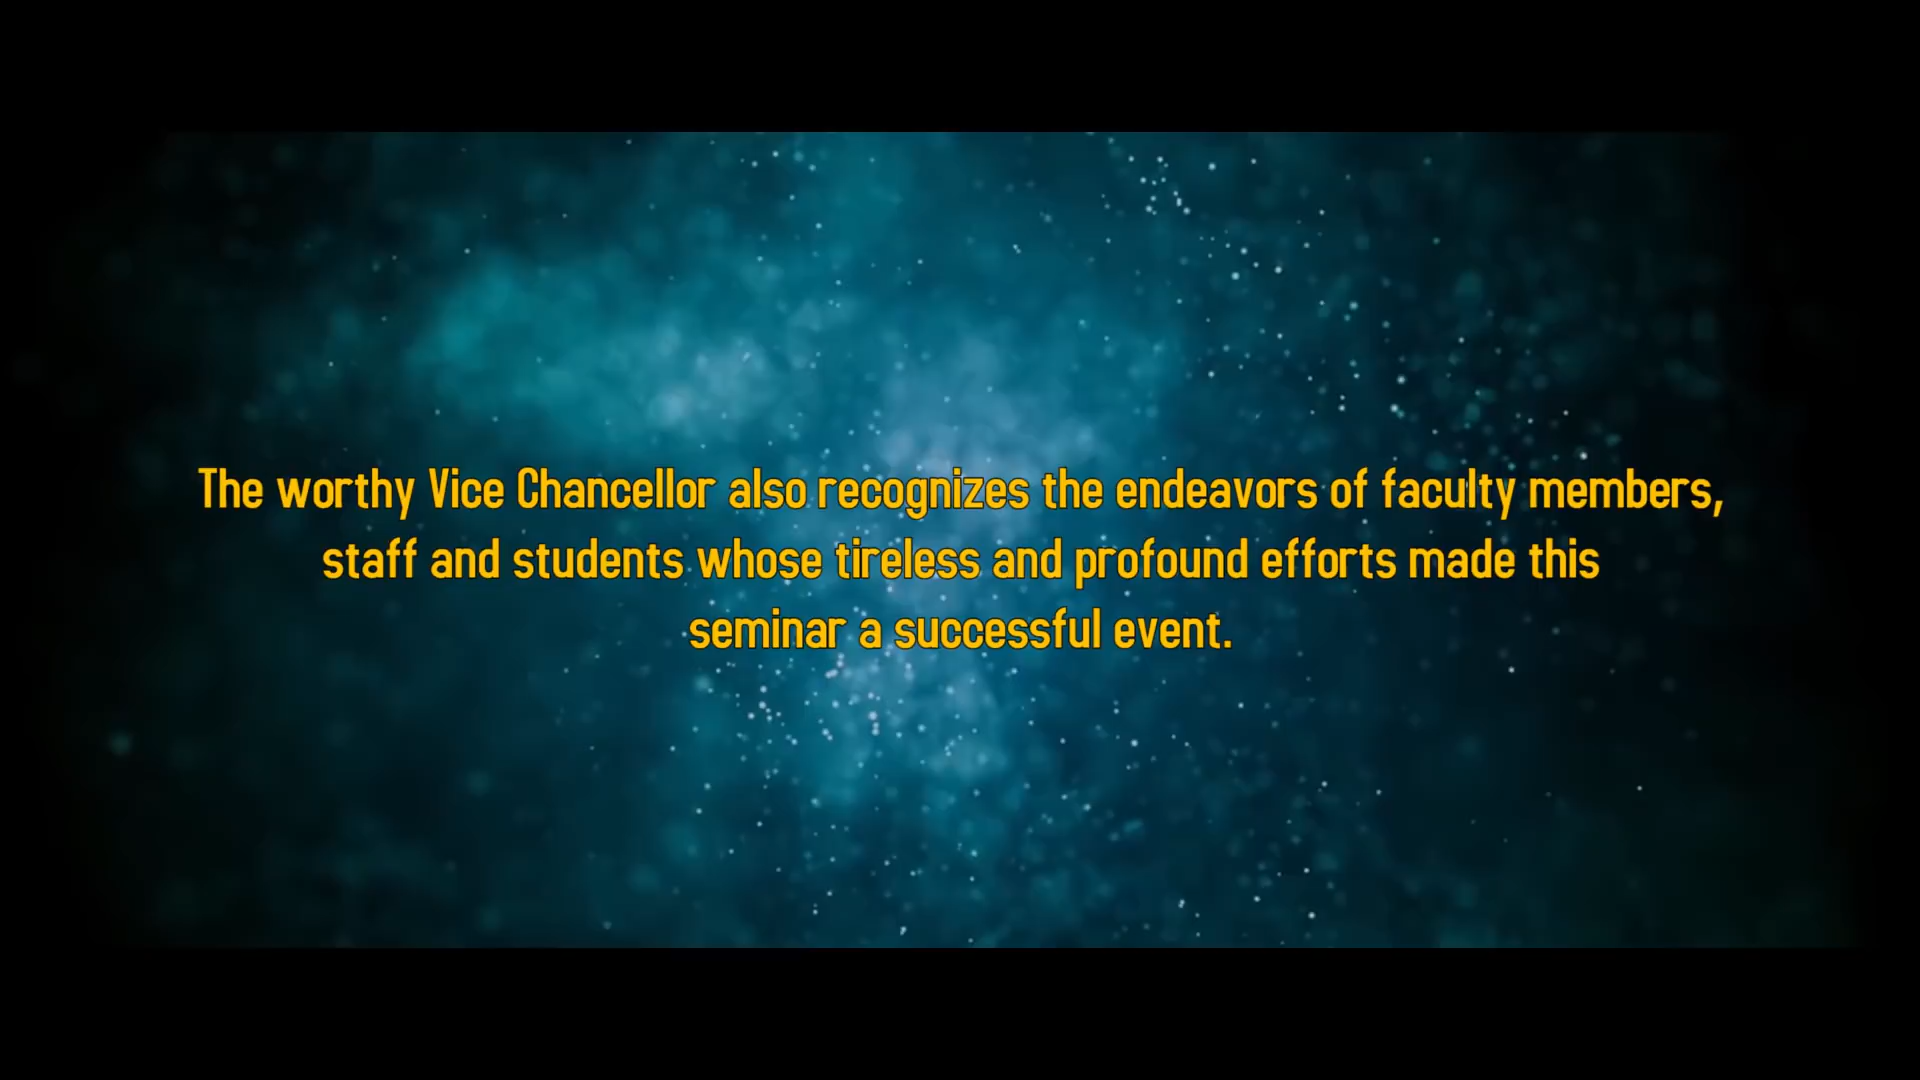 The worthy Vice Chancellor also recognizes the endeavors of faculty members,
staff and students whose tireless and profound efforts made this
seminar a successful event.